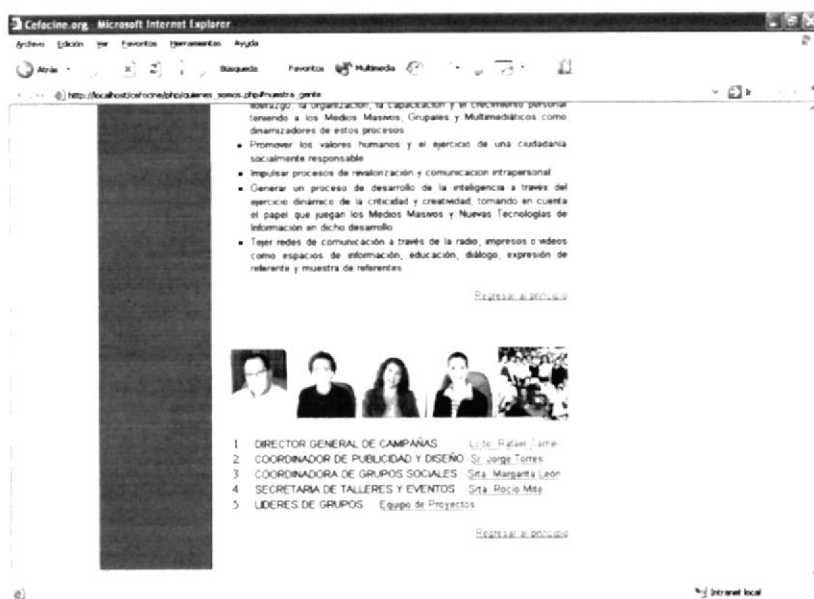 Cefocine.org Microsoft Internet Explorer
Archivo Edición Ver Favoritos Herramientas Ayuda
Atrás Búsqueda Favoritos Multimedia
http://localhost/cefocine/php/quienes_somos.php#muestra_gente Ir
liderazgo, la organización, la capacitación y el crecimiento personal
teniendo a los Medios Masivos, Grupales y Multimediáticos como
dinamizadores de estos procesos
Promover los valores humanos y el ejercicio de una ciudadanía
socialmente responsable
Impulsar procesos de revalorización y comunicacion intrapersonal
Generar un proceso de desarrollo de la inteligencia a través del
ejercicio dinámico de la criticidad y creatividad, tomando en cuenta
el papel que juegan los Medios Masivos y Nuevas Tecnologías de
Información en dicho desarrollo
Tejer redes de comunicación a través de la radio, impresos o videos
como espacios de información, educación, diálogo, expresión de
referente y muestra de referentes
Regresar al principio
1 DIRECTOR GENERAL DE CAMPAÑAS Lcdo. Rafael
2 COORDINADOR DE PUBLICIDAD Y DISEÑO Sr. Jorge Torres
3 COORDINADORA DE GRUPOS SOCIALES Srta. Margarita León
4 SECRETARIA DE TALLERES Y EVENTOS Srta. Rocio Mite
5 LIDERES DE GRUPOS Equipo de Proyectos
Regresar al principio
Intranet local